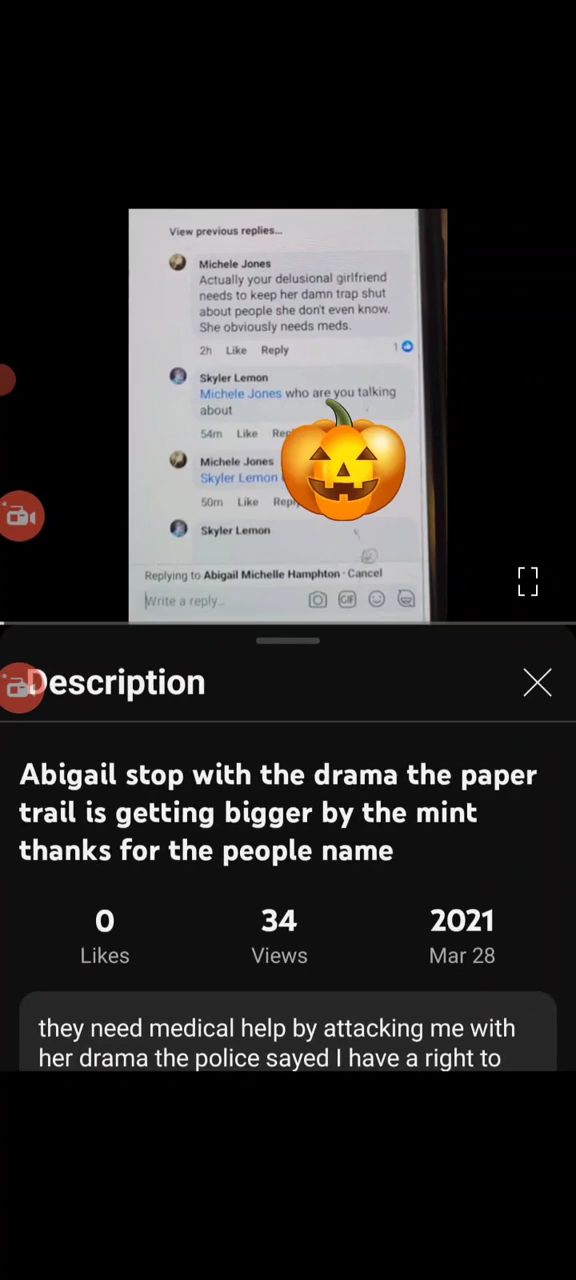 View previous replies...
Michele Jones
Actually your delusional girlfriend
needs to keep her damn trap shut
about people she don't even know.
She obviously needs meds.
2h Like Reply
1
Skyler Lemon
Michele Jones who are you talking
about
54m Like
Michele Jones
Skyler Lemon
50m Like
Skyler Lemon
Replying to Abigail Michelle Hamphton · Cancel
Write a reply...
GIF
Description
Abigail stop with the drama the paper
trail is getting bigger by the mint
thanks for the people name
0 34 2021
Likes Views Mar 28
they need medical help by attacking me with
her drama the police sayed I have a right to